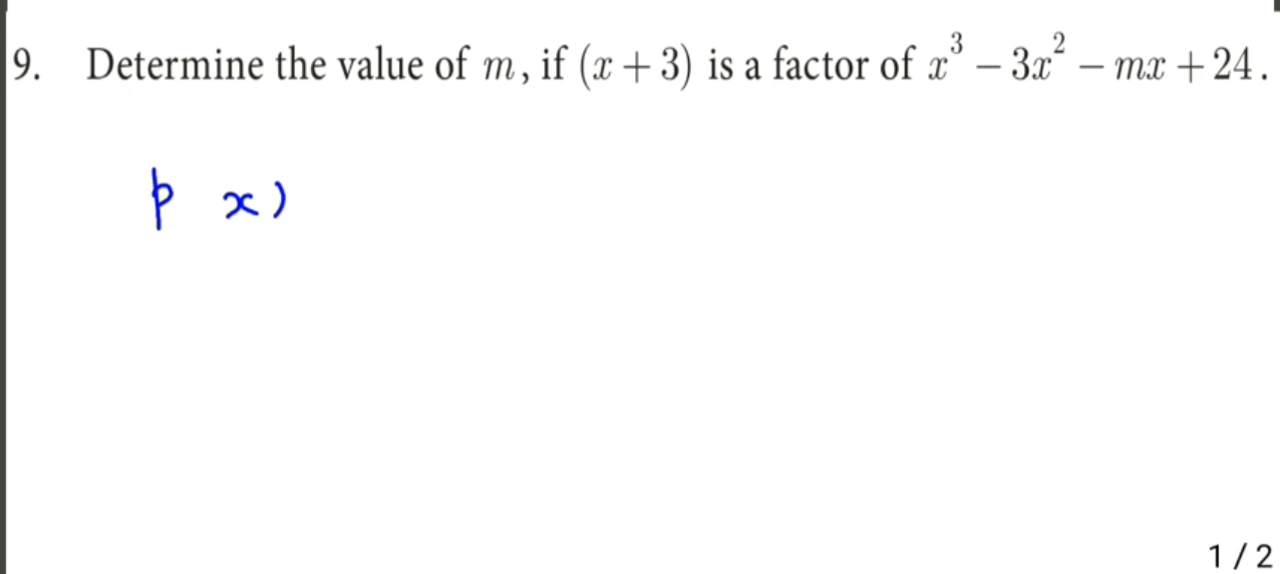 9. Determine the value of m, if (x + 3) is a factor of x³ − 3x² − mx + 24.
p x)
1 / 2